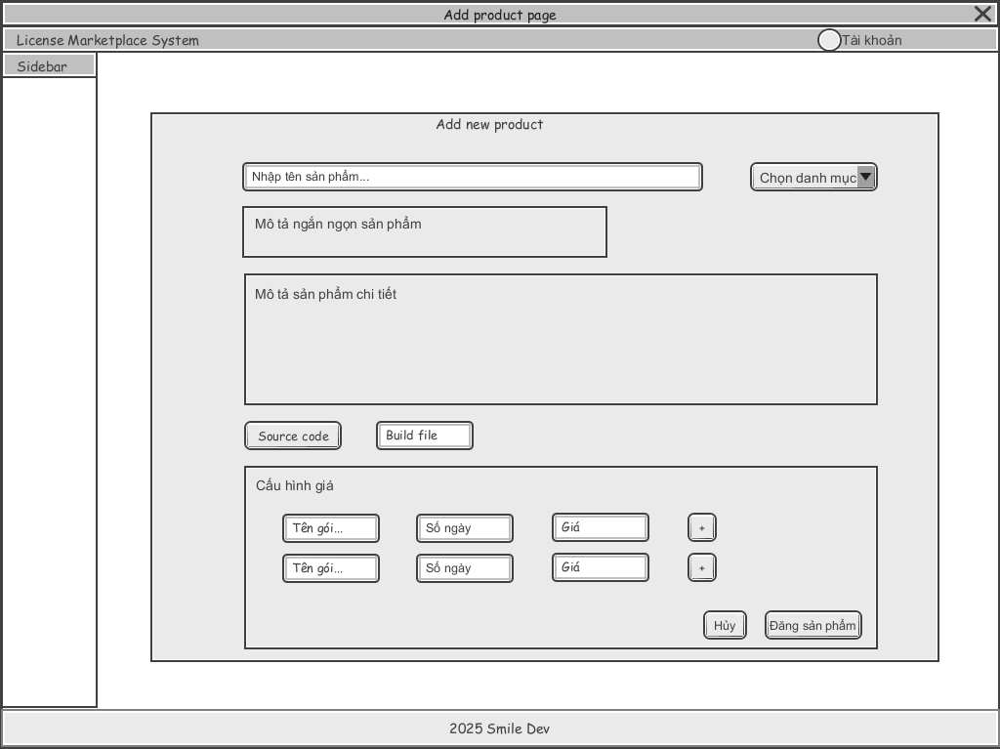 Add product page
License Marketplace System
Tài khoản
Sidebar
Add new product
Nhập tên sản phẩm...
Chọn danh mục
Mô tả ngắn ngọn sản phẩm
Mô tả sản phẩm chi tiết
Source code
Build file
Cấu hình giá
Tên gói...
Số ngày
Giá
+
Tên gói...
Số ngày
Giá
+
Hủy
Đăng sản phẩm
2025 Smile Dev